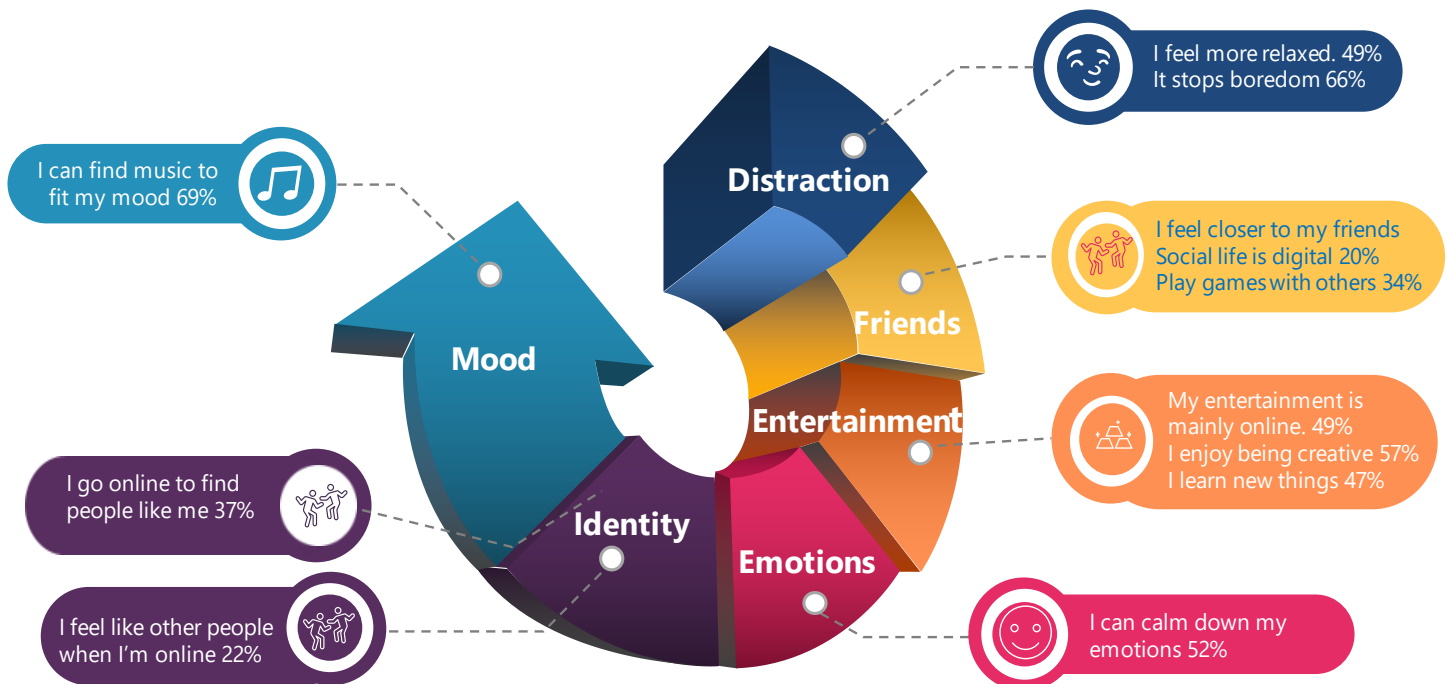 I feel more relaxed. 49%
It stops boredom 66%
I can find music to
fit my mood 69%
Distraction
I feel closer to my friends
Social life is digital 20%
Play games with others 34%
Friends
Mood
My entertainment is
mainly online. 49%
I enjoy being creative 57%
I learn new things 47%
Entertainment
I go online to find
people like me 37%
Identity
Emotions
I feel like other people
when I'm online 22%
I can calm down my
emotions 52%